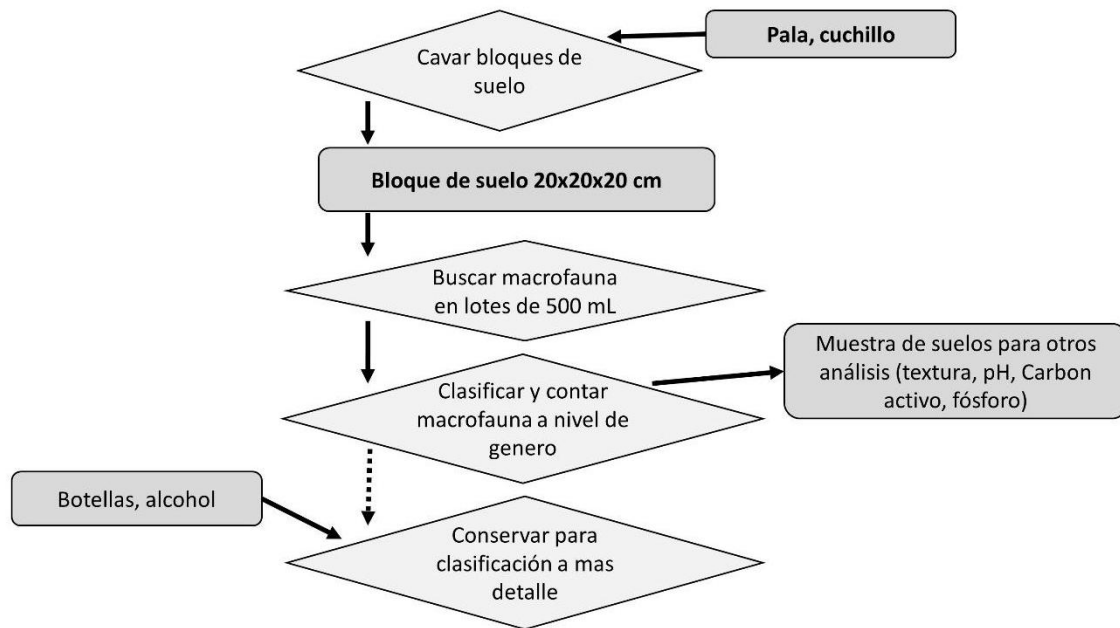 Pala, cuchillo
Cavar bloques de
suelo
Bloque de suelo 20x20x20 cm
Buscar macrofauna
en lotes de 500 mL
Muestra de suelos para otros
análisis (textura, pH, Carbon
activo, fósforo)
Clasificar y contar
macrofauna a nivel de
genero
Botellas, alcohol
Conservar para
clasificación a mas
detalle